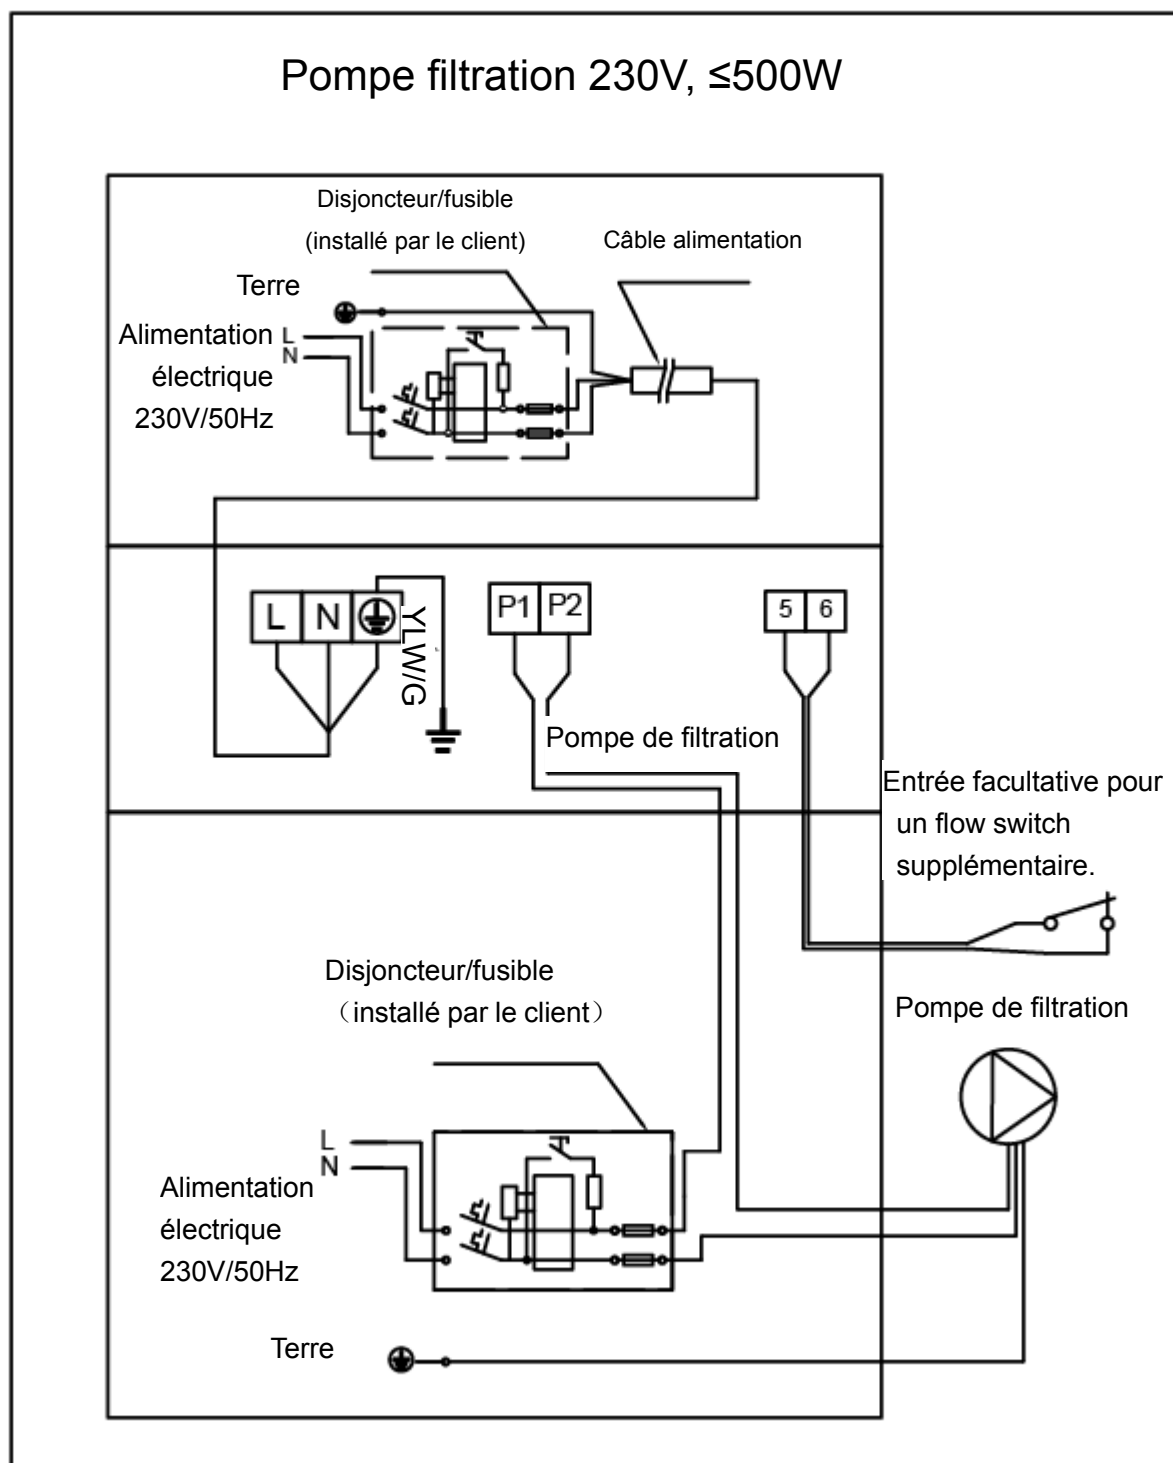 Pompe filtration 230V, ≤500W
Disjoncteur/fusible
(installé par le client)
Câble alimentation
Terre
Alimentation
électrique
230V/50Hz
L
N
L N
YLW/G
P1 P2
5 6
Pompe de filtration
Entrée facultative pour
un flow switch
supplémentaire.
Disjoncteur/fusible
（installé par le client）
Pompe de filtration
L
N
Alimentation
électrique
230V/50Hz
Terre